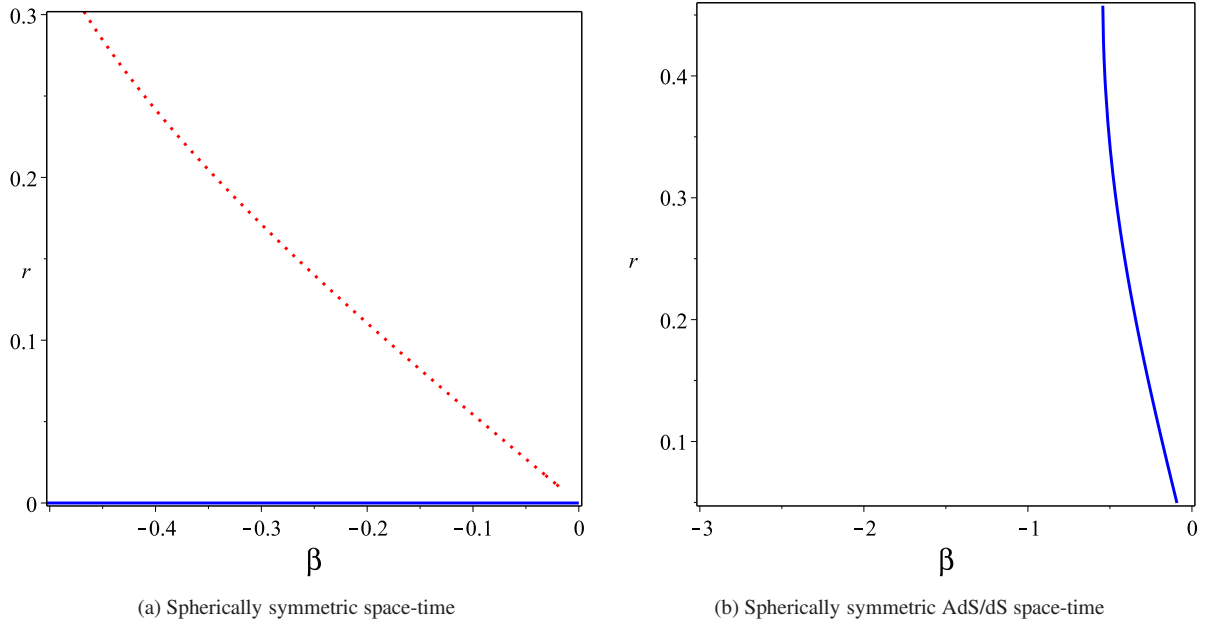 0.3
0.2
r
0.1
0
−0.4 −0.3 −0.2 −0.1 0
β
(a) Spherically symmetric space-time
0.4
0.3
r
0.2
0.1
−3 −2 −1 0
β
(b) Spherically symmetric AdS/dS space-time